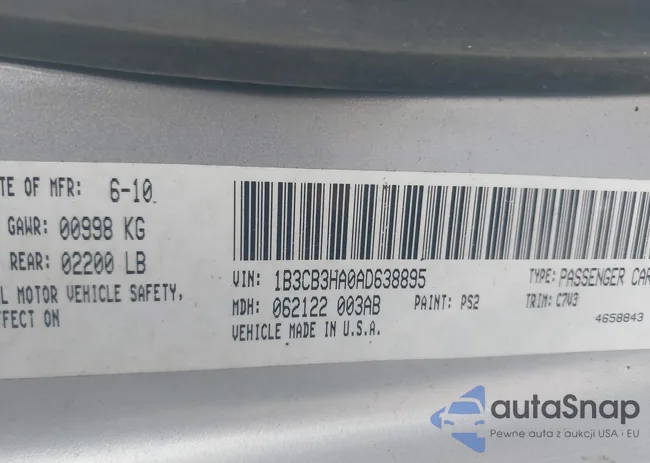 TE OF MFR: 6-10
GAWR: 00998 KG
REAR: 02200 LB
L MOTOR VEHICLE SAFETY,
FFECT ON
VIN: 1B3CB3HA0AD638895
TYPE: PASSENGER CAR
MDH: 062122 003AB
PAINT: PS2
TRIM: C7V3
VEHICLE MADE IN U.S.A.
4658843
autoSnap
Pewne auta z aukcji USA i EU